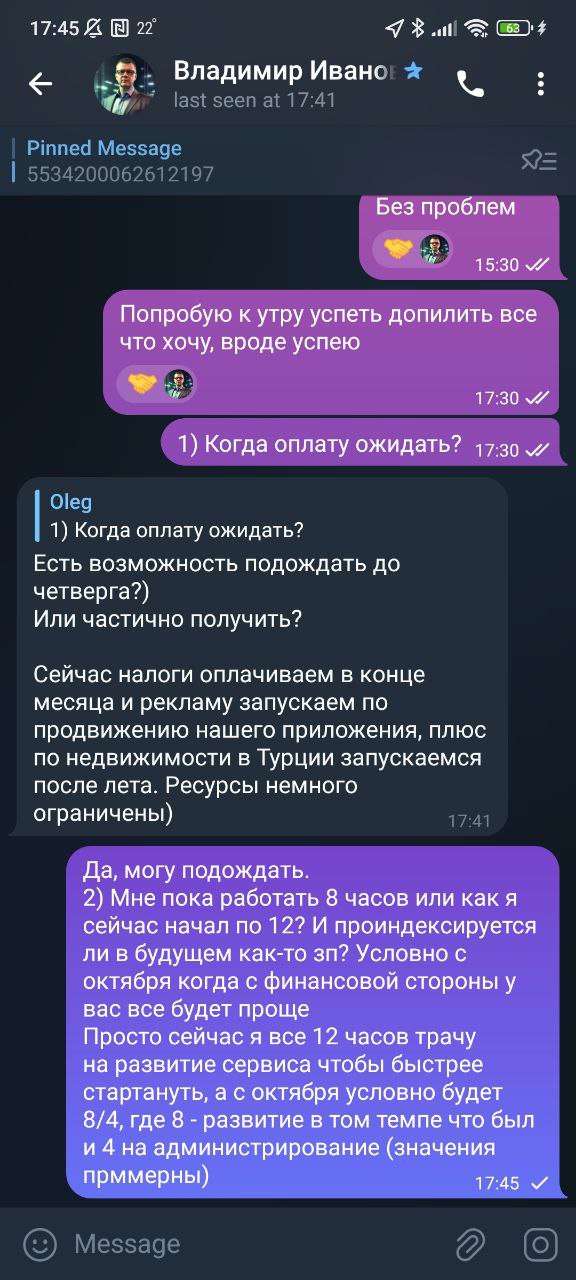 17:45 22°
63
Владимир Иванов
last seen at 17:41
Pinned Message
5534200062612197
Без проблем
15:30
Попробую к утру успеть допилить все
что хочу, вроде успею
17:30
1) Когда оплату ожидать? 17:30
Oleg
1) Когда оплату ожидать?
Есть возможность подождать до
четверга?)
Или частично получить?
Сейчас налоги оплачиваем в конце
месяца и рекламу запускаем по
продвижению нашего приложения, плюс
по недвижимости в Турции запускаемся
после лета. Ресурсы немного
ограничены)
17:41
Да, могу подождать.
2) Мне пока работать 8 часов или как я
сейчас начал по 12? И проиндексируется
ли в будущем как-то зп? Условно с
октября когда с финансовой стороны у
вас все будет проще
Просто сейчас я все 12 часов трачу
на развитие сервиса чтобы быстрее
стартануть, а с октября условно будет
8/4, где 8 - развитие в том темпе что был
и 4 на администрирование (значения
прммерны)
17:45
Message